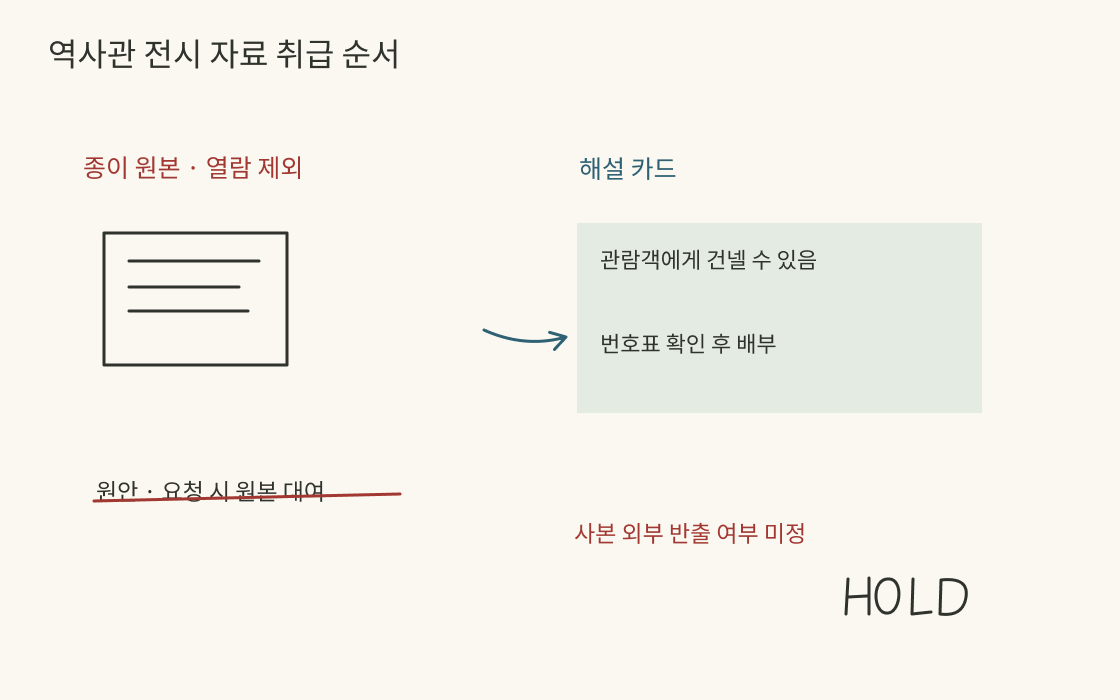 역사관 전시 자료 취급 순서
종이 원본 · 열람 제외
해설 카드
관람객에게 건넬 수 있음
번호표 확인 후 배부
원안 · 요청 시 원본 대여
사본 외부 반출 여부 미정
HOLD